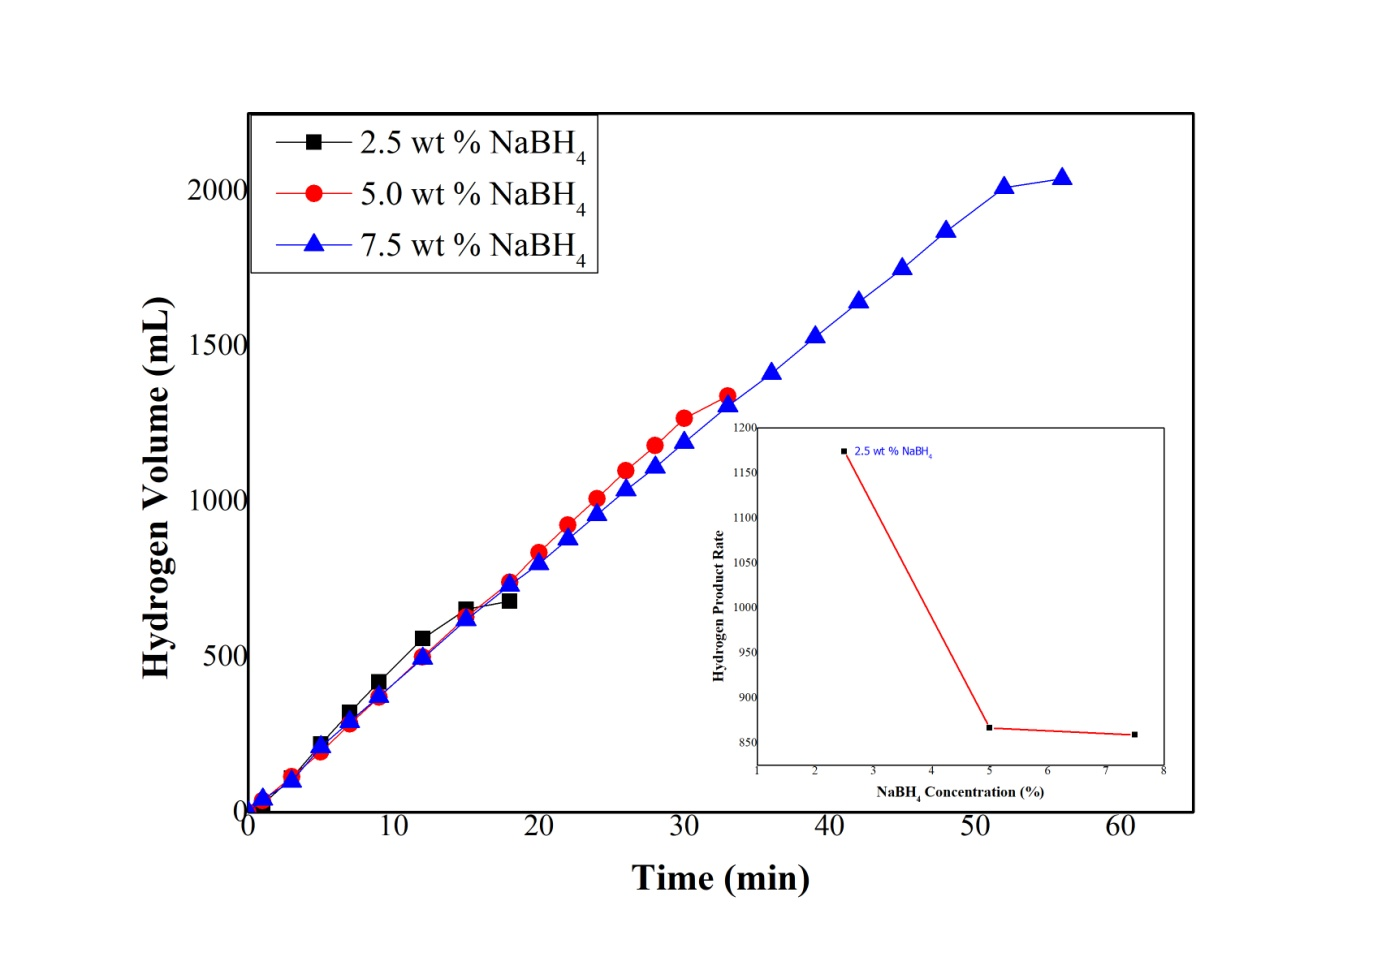 2.5 wt % NaBH₄
5.0 wt % NaBH₄
7.5 wt % NaBH₄
Hydrogen Volume (mL)
2000
1500
1000
500
0
0 10 20 30 40 50 60
Time (min)
2.5 wt % NaBH₄
Hydrogen Product Rate
1200
1150
1100
1050
1000
950
900
850
1 2 3 4 5 6 7 8
NaBH₄ Concentration (%)